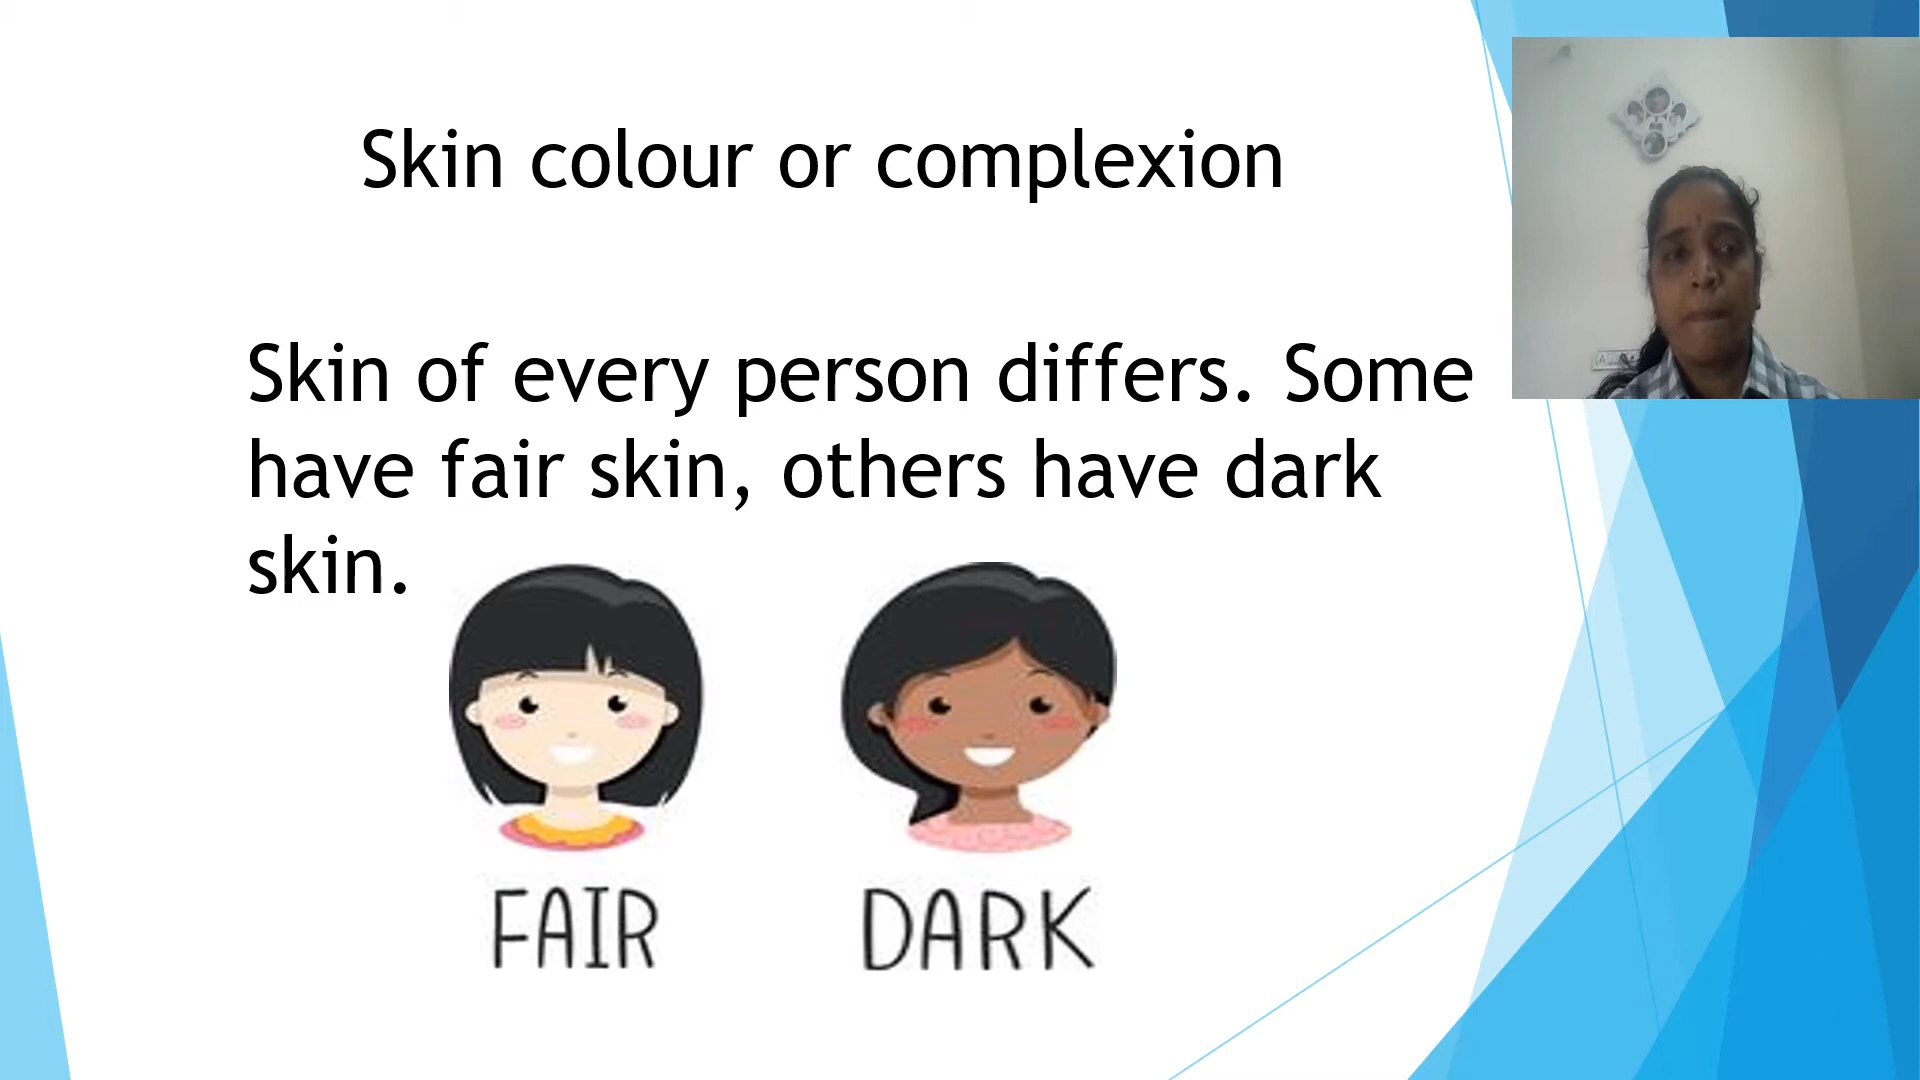 Skin colour or complexion
Skin of every person differs. Some
have fair skin, others have dark
skin.
FAIR
DARK